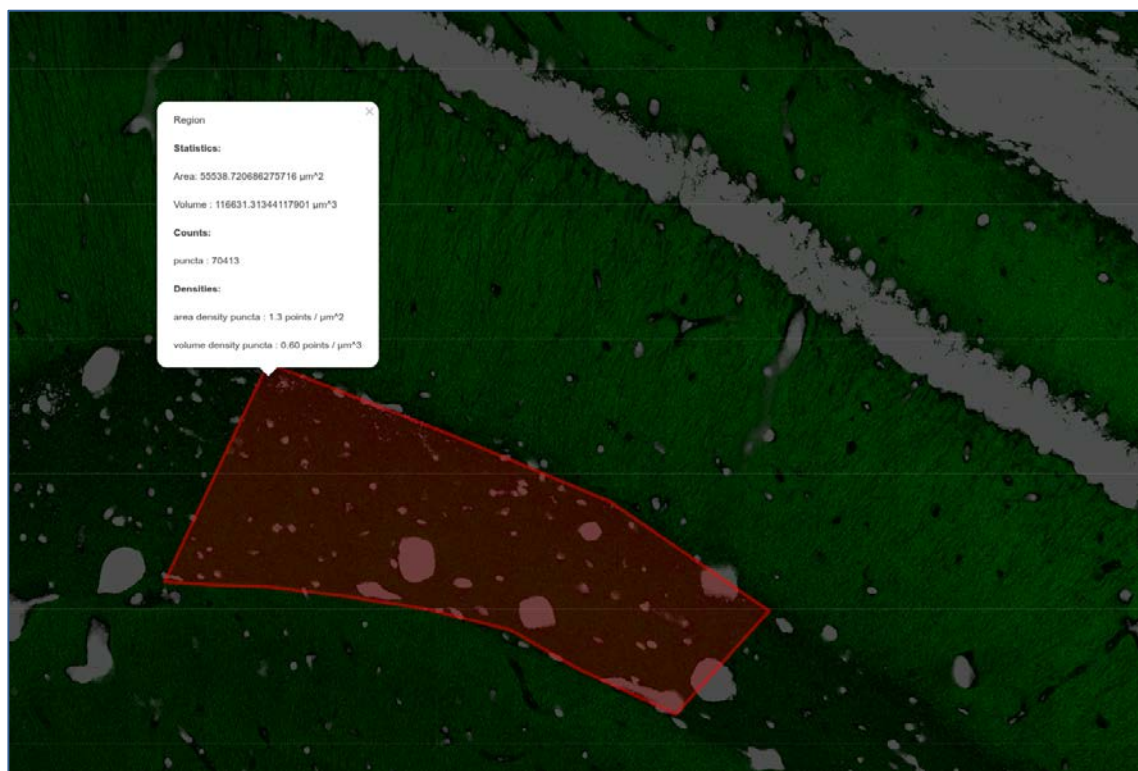 Region
Statistics:
Area: 55538.720686275716 µm^2
Volume : 116631.31344117901 µm^3
Counts:
puncta : 70413
Densities:
area density puncta : 1.3 points / µm^2
volume density puncta : 0.60 points / µm^3